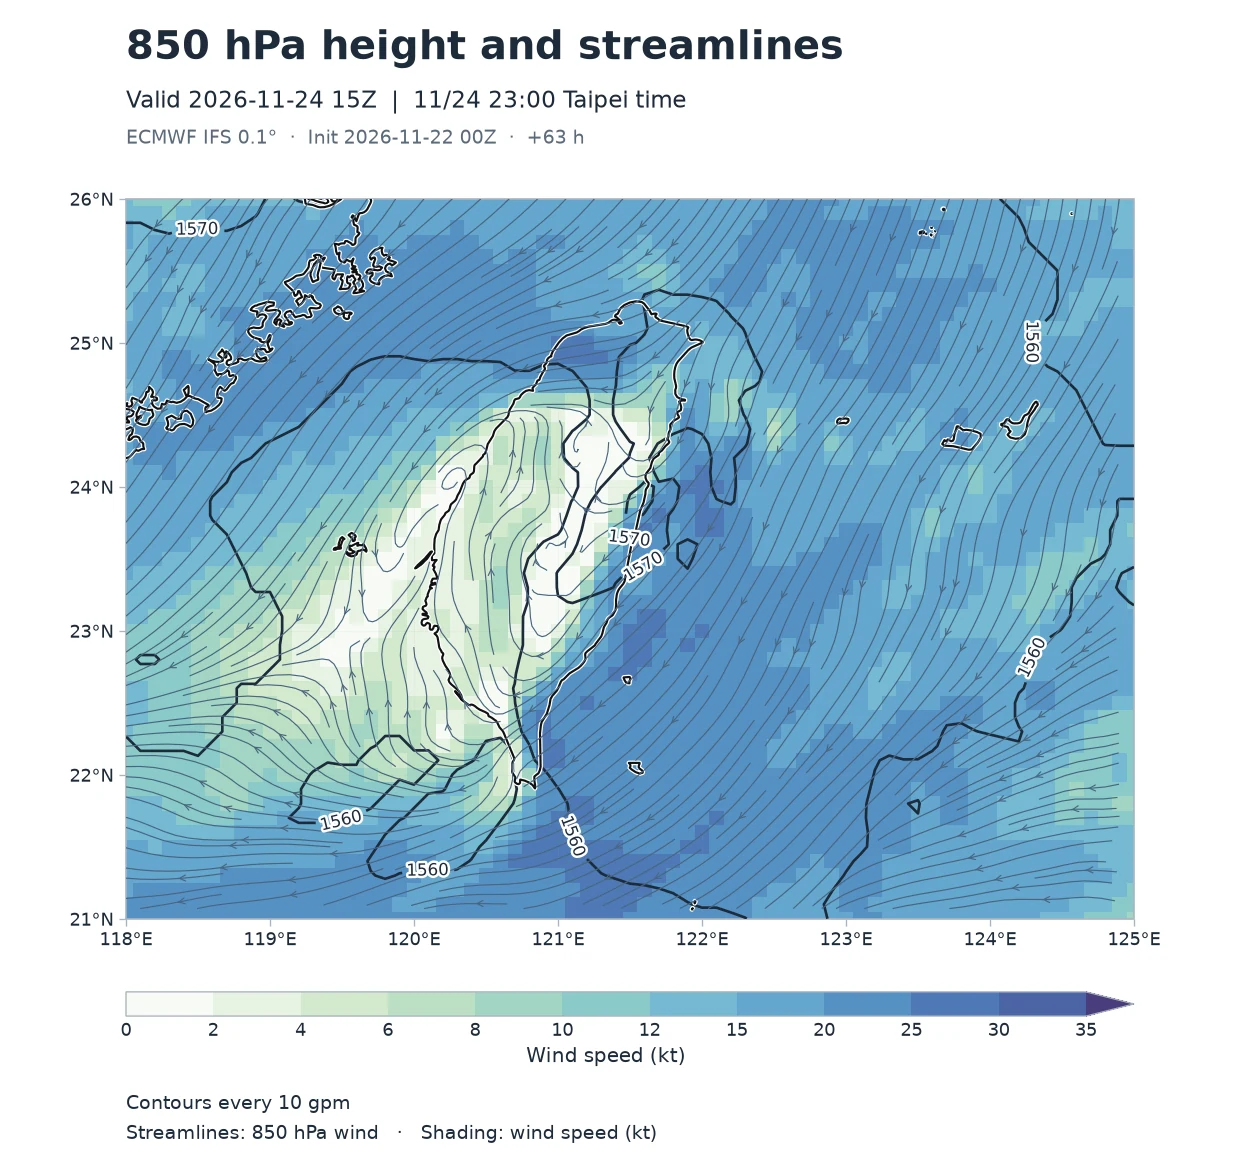 850 hPa height and streamlines
Valid 2026-11-24 15Z | 11/24 23:00 Taipei time
ECMWF IFS 0.1° · Init 2026-11-22 00Z · +63 h
26°N
1570
25°N
1560
24°N
1570
1570
23°N
1560
22°N
1560
1560
1560
21°N
118°E 119°E 120°E 121°E 122°E 123°E 124°E 125°E
0 2 4 6 8 10 12 15 20 25 30 35
Wind speed (kt)
Contours every 10 gpm
Streamlines: 850 hPa wind · Shading: wind speed (kt)